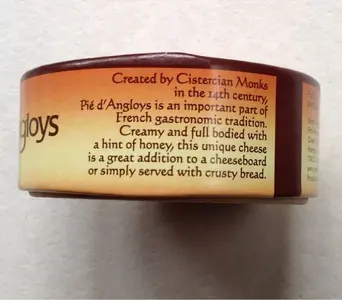 Created by Cistercian Monks
in the 14th century,
Pié d'Angloys is an important part of
French gastronomic tradition.
Creamy and full bodied with
a hint of honey, this unique cheese
is a great addition to a cheeseboard
or simply served with crusty bread.
gloys